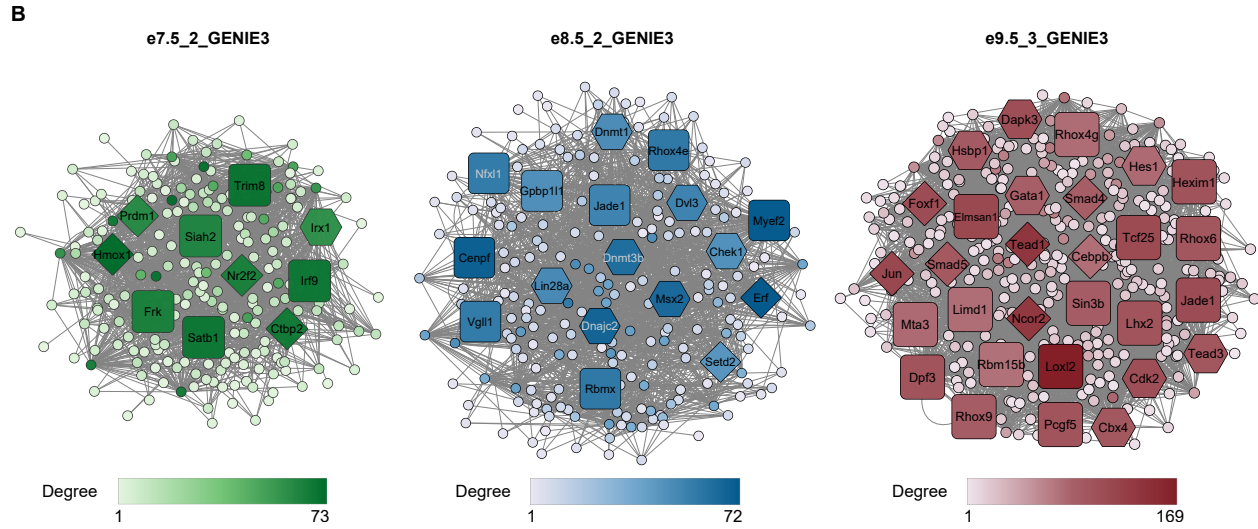 B
e7.5_2_GENIE3
e8.5_2_GENIE3
e9.5_3_GENIE3
Trim8
Prdm1
Siah2
Irx1
Hmox1
Nr2f2
Irf9
Frk
Satb1
Ctbp2
Degree
1
73
Dnmt1
Rhox4e
Nfxl1
Gpbp1l1
Jade1
Dvl3
Myef2
Cenpf
Dnmt3b
Chek1
Lin28a
Msx2
Erf
Vgll1
Dnajc2
Setd2
Rbmx
Degree
1
72
Dapk3
Rhox4g
Hsbp1
Hes1
Hexim1
Foxf1
Elmsan1
Gata1
Smad4
Tcf25
Rhox6
Tead1
Cebpb
Jun
Smad5
Jade1
Mta3
Limd1
Ncor2
Sin3b
Lhx2
Tead3
Dpf3
Rbm15b
Loxl2
Cdk2
Rhox9
Pcgf5
Cbx4
Degree
1
169